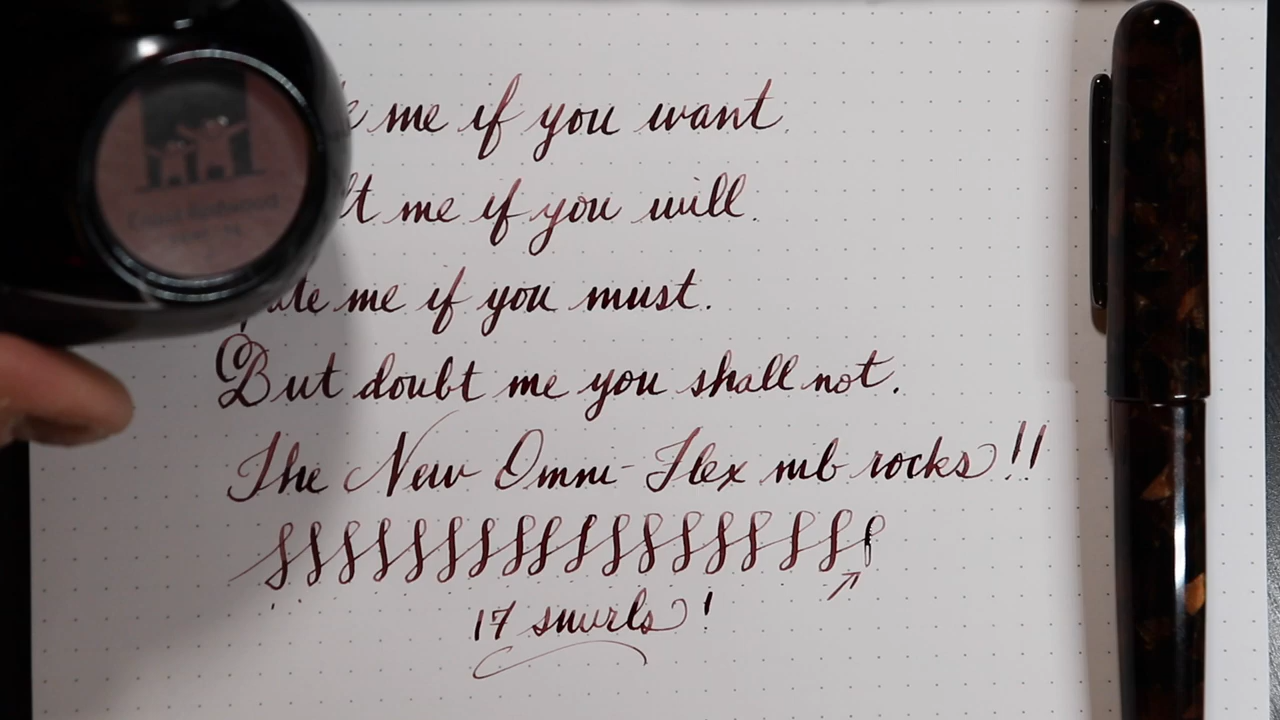 me if you want.
me if you will.
me if you must.
But doubt me you shall not.
The New Omni-Flex nib rocks!!
17 swirls!